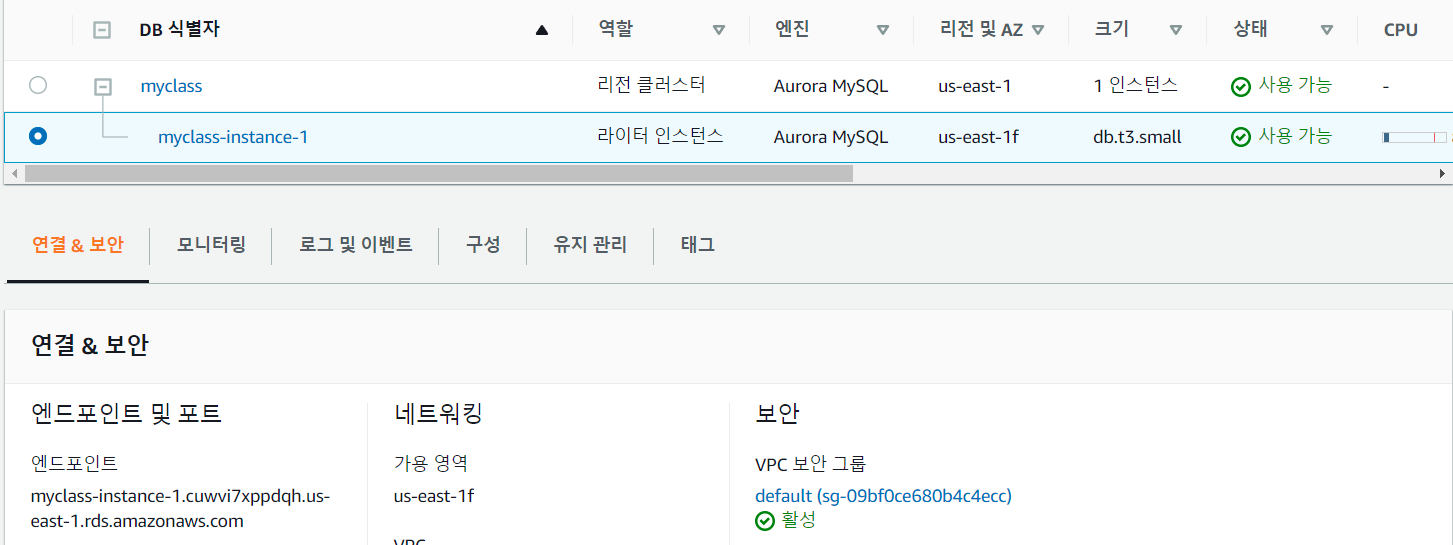 DB 식별자 역할 엔진 리전 및 AZ 크기 상태 CPU
myclass 리전 클러스터 Aurora MySQL us-east-1 1 인스턴스 사용 가능 -
myclass-instance-1 라이터 인스턴스 Aurora MySQL us-east-1f db.t3.small 사용 가능
연결 & 보안 모니터링 로그 및 이벤트 구성 유지 관리 태그
연결 & 보안
엔드포인트 및 포트
엔드포인트
myclass-instance-1.cuwvi7xppdqh.us-
east-1.rds.amazonaws.com
네트워킹
가용 영역
us-east-1f
VPC
보안
VPC 보안 그룹
default (sg-09bf0ce680b4c4ecc)
활성